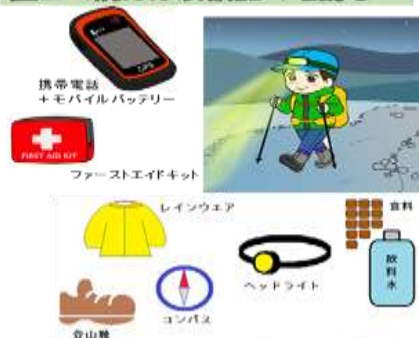 携帯電話
+モバイルバッテリー
GPS
FIRST AID KIT
ファーストエイドキット
レインウエア
食料
飲料水
ヘッドライト
コンパス
登山靴